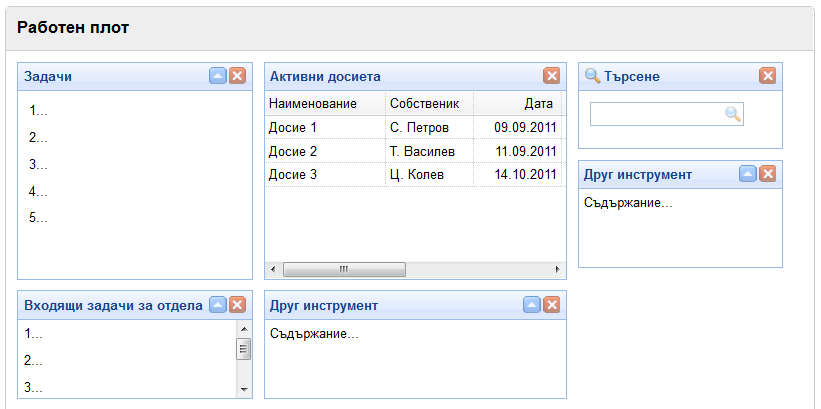 Работен плот
Задачи
1...
2...
3...
4...
5...
Активни досиета
Наименование Собственик Дата
Досие 1 С. Петров 09.09.2011
Досие 2 Т. Василев 11.09.2011
Досие 3 Ц. Колев 14.10.2011
Търсене
Друг инструмент
Съдържание...
Входящи задачи за отдела
1...
2...
3...
Друг инструмент
Съдържание...